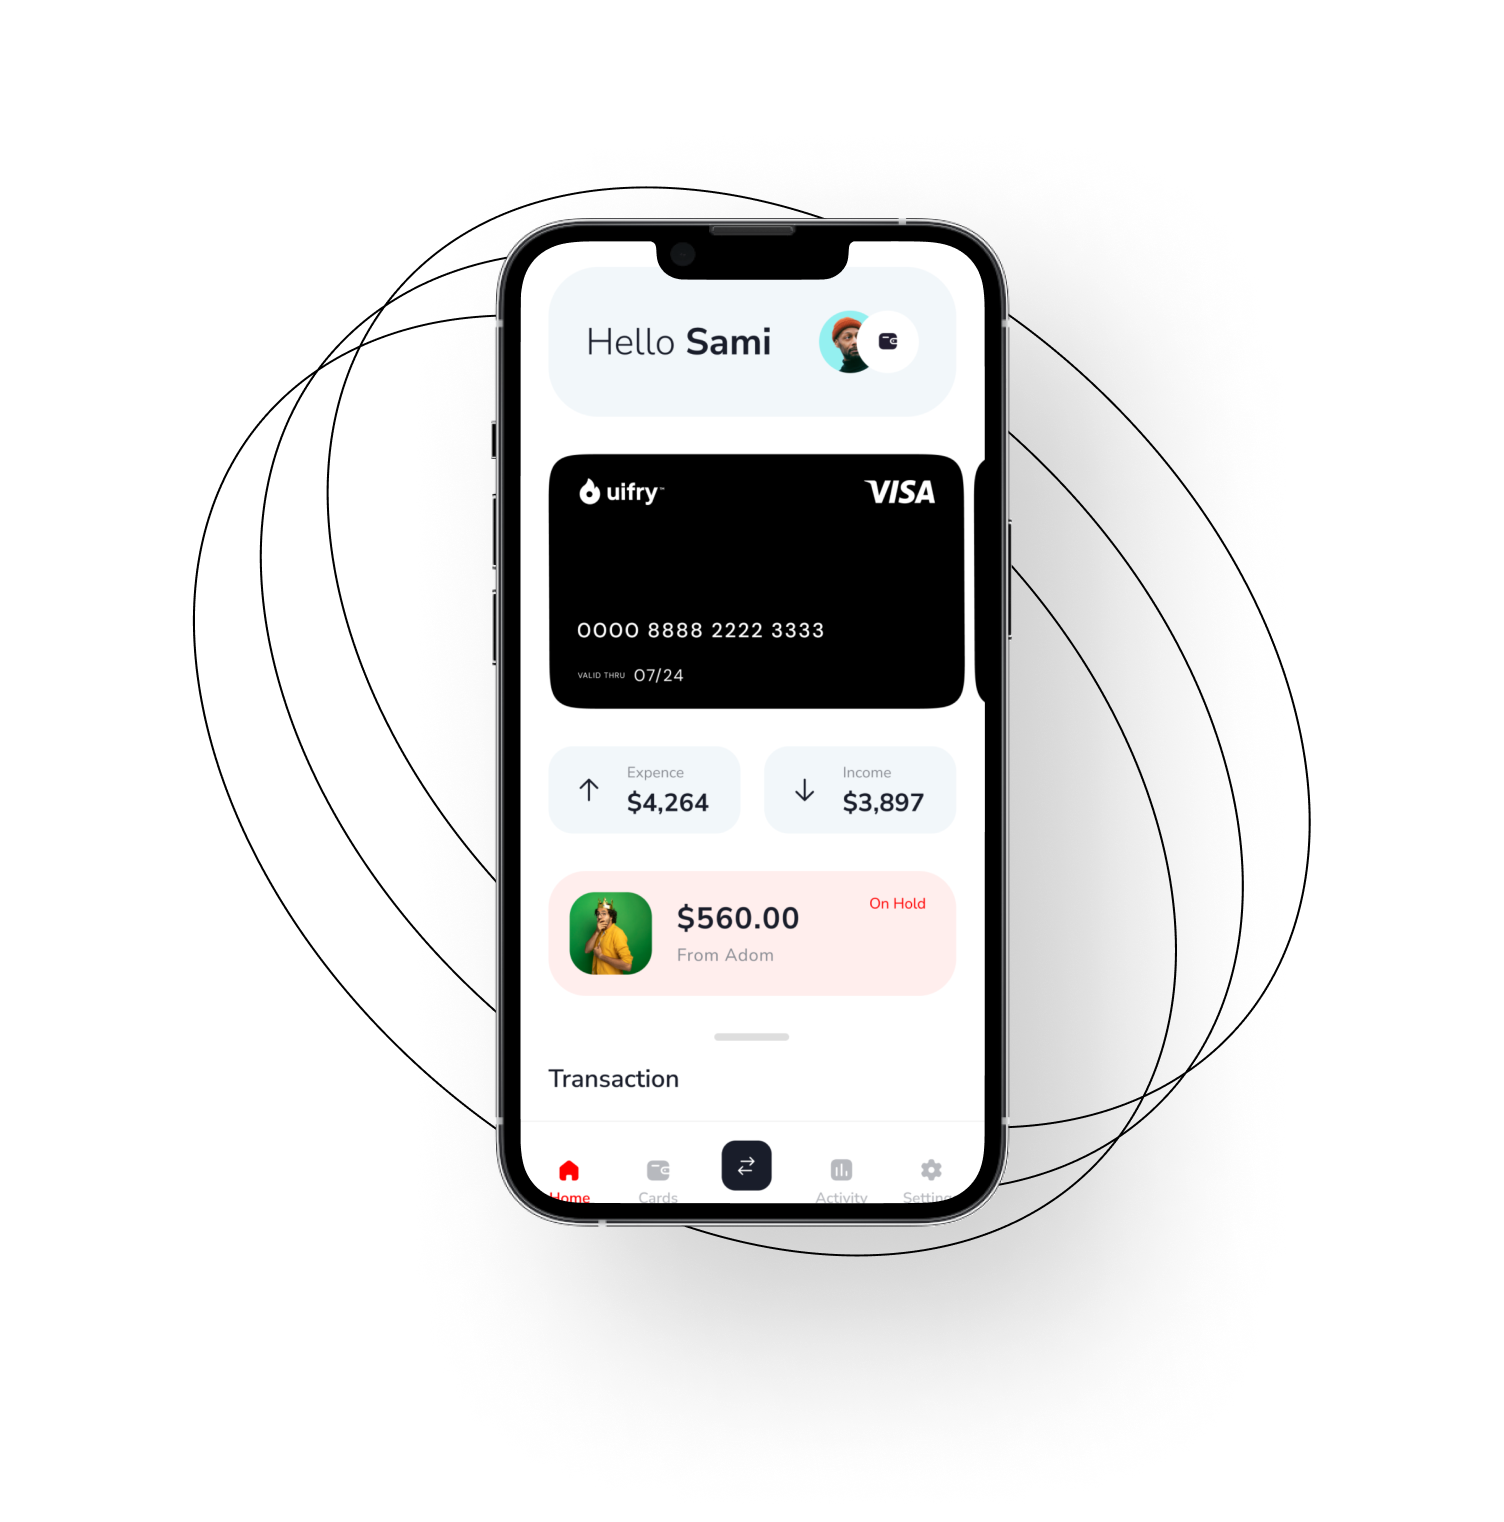 Hello Sami
uifry™
VISA
0000 8888 2222 3333
VALID THRU 07/24
Expence
$4,264
Income
$3,897
$560.00
On Hold
From Adom
Transaction
Home
Cards
Activity
Setting